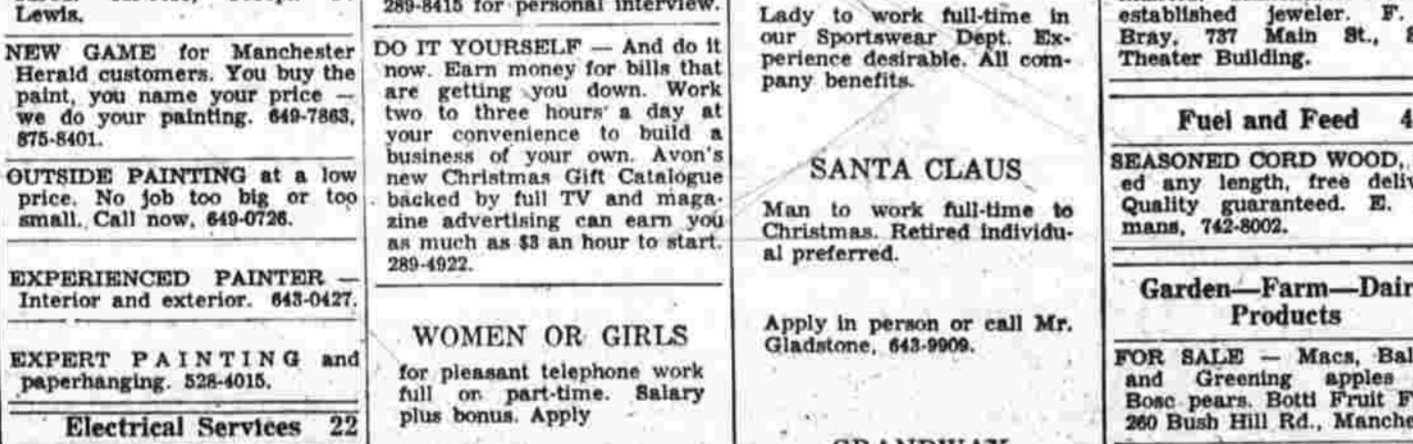 Lewis.
NEW GAME for Manchester
Herald customers. You buy the
paint, you name your price —
we do your painting. 649-7863,
875-8401.
OUTSIDE PAINTING at a low
price. No job too big or too
small. Call now, 649-0726.
EXPERIENCED PAINTER —
Interior and exterior. 643-0427.
EXPERT PAINTING and
paperhanging. 528-4015.
Electrical Services 22
289-8415 for personal interview.
DO IT YOURSELF — And do it
now. Earn money for bills that
are getting you down. Work
two to three hours a day at
your convenience to build a
business of your own. Avon's
new Christmas Gift Catalogue
backed by full TV and maga-
zine advertising can earn you
as much as $3 an hour to start.
289-4922.
WOMEN OR GIRLS
for pleasant telephone work
full or part-time. Salary
plus bonus. Apply
Lady to work full-time in
our Sportswear Dept. Ex-
perience desirable. All com-
pany benefits.
SANTA CLAUS
Man to work full-time to
Christmas. Retired individu-
al preferred.
Apply in person or call Mr.
Gladstone, 643-9909.
established jeweler. F.
Bray, 737 Main St.,
Theater Building.
Fuel and Feed 4
SEASONED CORD WOOD,
ed any length, free deliv
Quality guaranteed. E.
mans, 742-8002.
Garden—Farm—Dair
Products
FOR SALE — Macs, Bal
and Greening apples
Bosc pears. Botti Fruit F
260 Bush Hill Rd., Manche